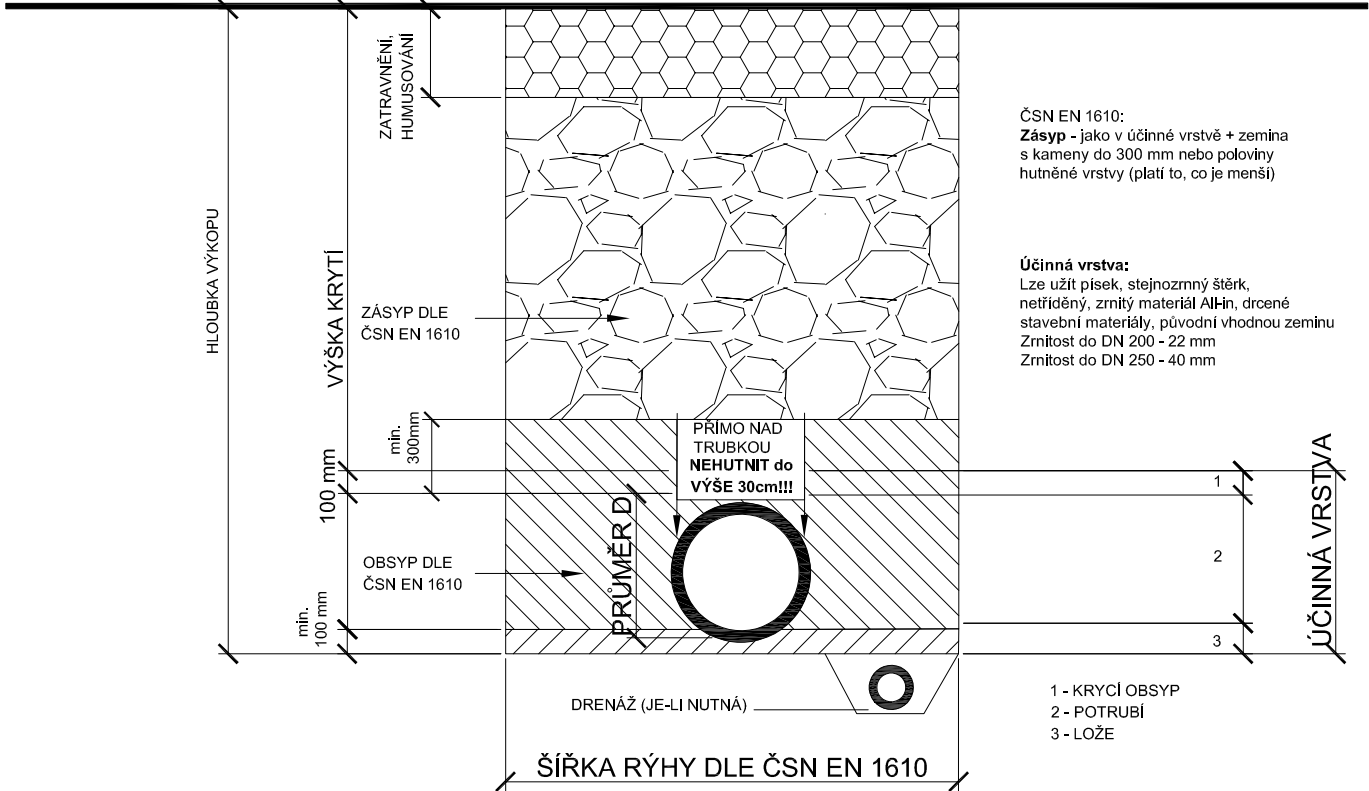 ZATRAVNĚNÍ,
HUMUSOVÁNÍ
HLOUBKA VÝKOPU
VÝŠKA KRYTÍ
ZÁSYP DLE
ČSN EN 1610
min.
300mm
100 mm
OBSYP DLE
ČSN EN 1610
min.
100 mm
PŘÍMO NAD
TRUBKOU
NEHUTNIT do
VÝŠE 30cm!!!
PRŮMĚR D
DRENÁŽ (JE-LI NUTNÁ)
ŠÍŘKA RÝHY DLE ČSN EN 1610
ČSN EN 1610:
Zásyp - jako v účinné vrstvě + zemina
s kameny do 300 mm nebo poloviny
hutněné vrstvy (platí to, co je menší)
Účinná vrstva:
Lze užít písek, stejnozrnný štěrk,
netříděný, zrnitý materiál All-in, drcené
stavební materiály, původní vhodnou zeminu
Zrnitost do DN 200 - 22 mm
Zrnitost do DN 250 - 40 mm
1
2
3
ÚČINNÁ VRSTVA
1 - KRYCÍ OBSYP
2 - POTRUBÍ
3 - LOŽE